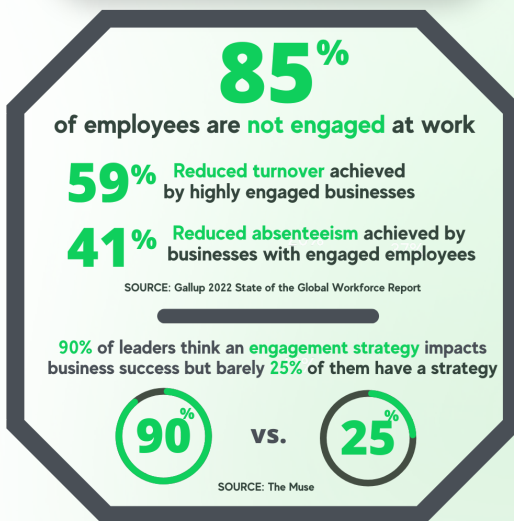 85%
of employees are not engaged at work
59% Reduced turnover achieved
by highly engaged businesses
41% Reduced absenteeism achieved by
businesses with engaged employees
SOURCE: Gallup 2022 State of the Global Workforce Report
90% of leaders think an engagement strategy impacts
business success but barely 25% of them have a strategy
90% vs. 25%
SOURCE: The Muse